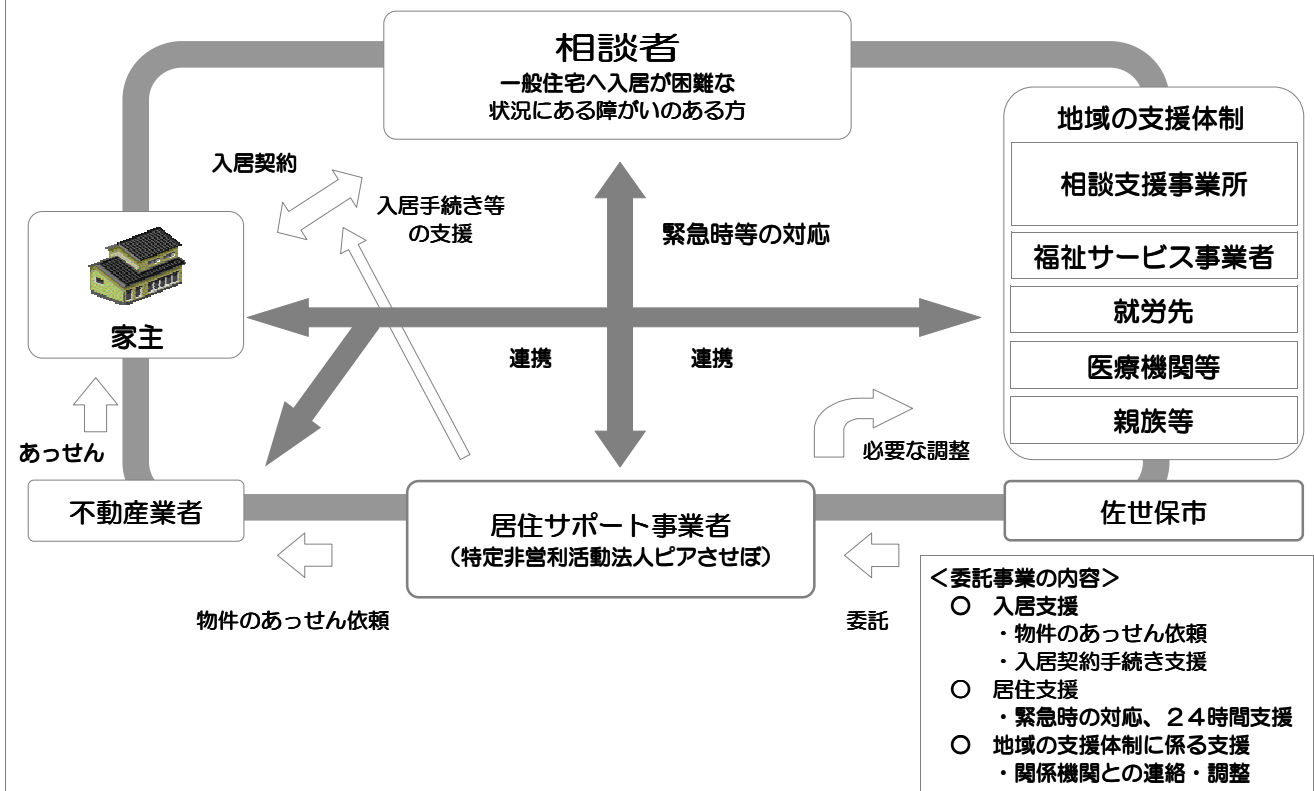 相談者
一般住宅へ入居が困難な
状況にある障がいのある方
地域の支援体制
相談支援事業所
福祉サービス事業者
就労先
医療機関等
親族等
入居契約
入居手続き等
の支援
緊急時等の対応
家主
連携
連携
あっせん
必要な調整
不動産業者
居住サポート事業者
（特定非営利活動法人ピアさせぼ）
佐世保市
物件のあっせん依頼
委託
＜委託事業の内容＞
○ 入居支援
・物件のあっせん依頼
・入居契約手続き支援
○ 居住支援
・緊急時の対応、２４時間支援
○ 地域の支援体制に係る支援
・関係機関との連絡・調整